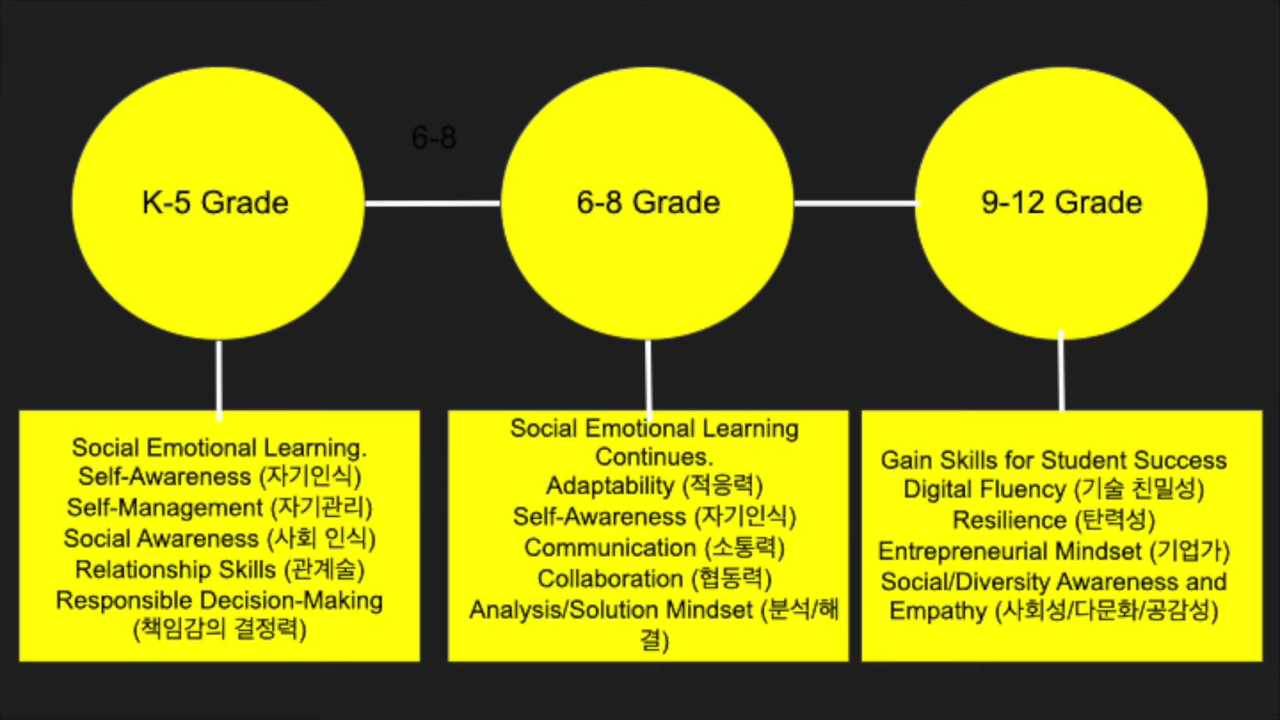 6-8
K-5 Grade
6-8 Grade
9-12 Grade
Social Emotional Learning.
Self-Awareness (자기인식)
Self-Management (자기관리)
Social Awareness (사회 인식)
Relationship Skills (관계술)
Responsible Decision-Making
(책임감의 결정력)
Social Emotional Learning
Continues.
Adaptability (적응력)
Self-Awareness (자기인식)
Communication (소통력)
Collaboration (협동력)
Analysis/Solution Mindset (분석/해
결)
Gain Skills for Student Success
Digital Fluency (기술 친밀성)
Resilience (탄력성)
Entrepreneurial Mindset (기업가)
Social/Diversity Awareness and
Empathy (사회성/다문화/공감성)